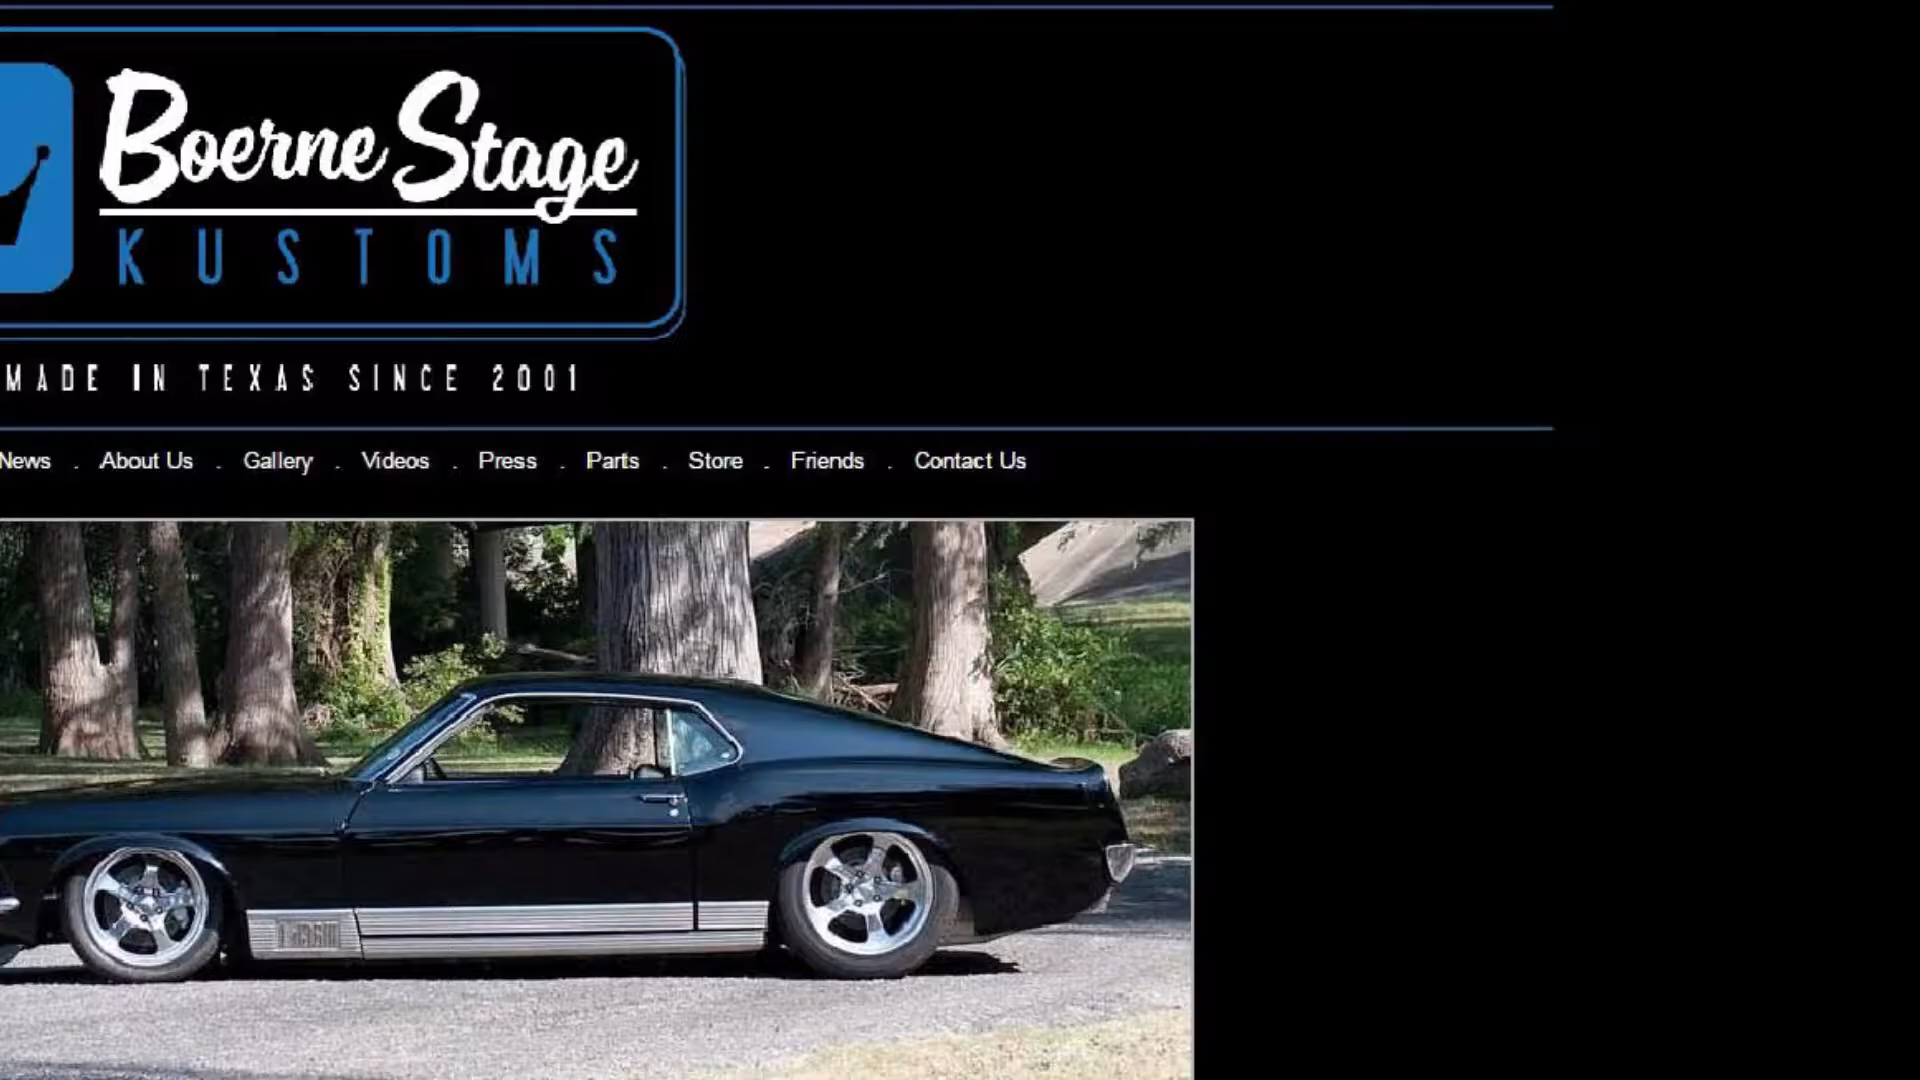 Boerne Stage
KUSTOMS
MADE IN TEXAS SINCE 2001
News . About Us . Gallery . Videos . Press . Parts . Store . Friends . Contact Us